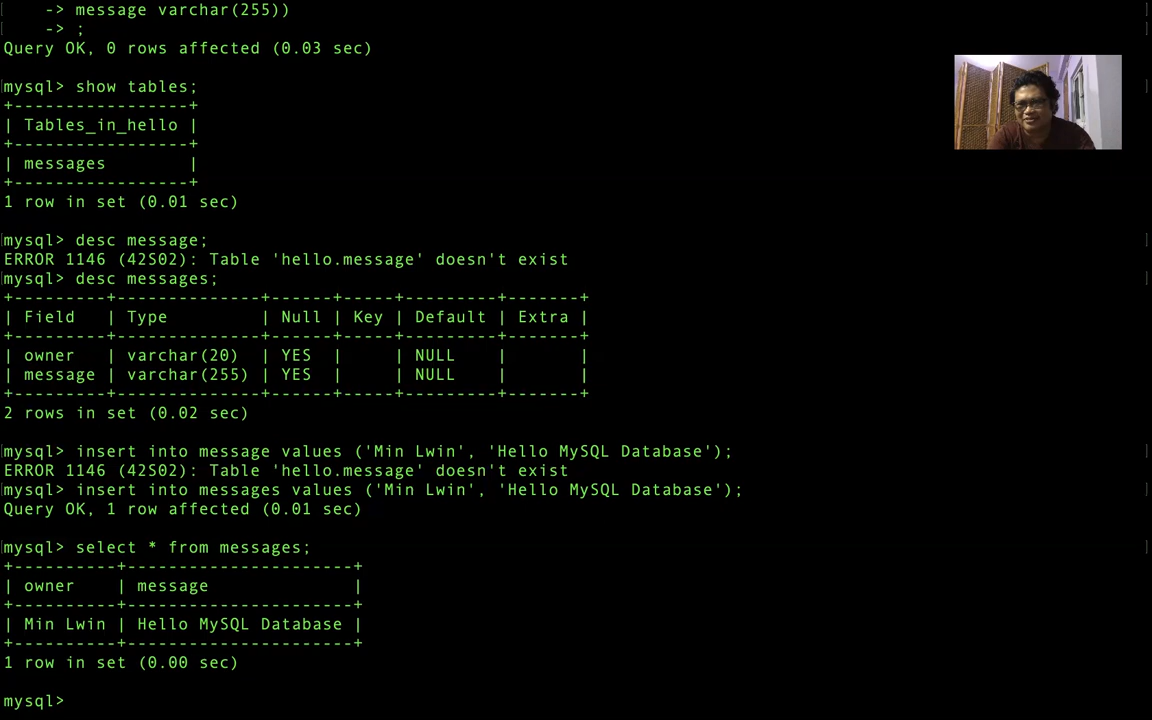 -> message varchar(255))
-> ;
Query OK, 0 rows affected (0.03 sec)
mysql> show tables;
+-----------------+
| Tables_in_hello |
+-----------------+
| messages        |
+-----------------+
1 row in set (0.01 sec)
mysql> desc message;
ERROR 1146 (42S02): Table 'hello.message' doesn't exist
mysql> desc messages;
+---------+--------------+------+-----+---------+-------+
| Field   | Type         | Null | Key | Default | Extra |
+---------+--------------+------+-----+---------+-------+
| owner   | varchar(20)  | YES  |     | NULL    |       |
| message | varchar(255) | YES  |     | NULL    |       |
+---------+--------------+------+-----+---------+-------+
2 rows in set (0.02 sec)
mysql> insert into message values ('Min Lwin', 'Hello MySQL Database');
ERROR 1146 (42S02): Table 'hello.message' doesn't exist
mysql> insert into messages values ('Min Lwin', 'Hello MySQL Database');
Query OK, 1 row affected (0.01 sec)
mysql> select * from messages;
+----------+----------------------+
| owner    | message              |
+----------+----------------------+
| Min Lwin | Hello MySQL Database |
+----------+----------------------+
1 row in set (0.00 sec)
mysql>